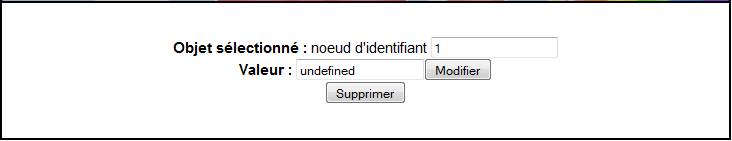 Objet sélectionné : noeud d'identifiant 1
Valeur : undefined Modifier
Supprimer